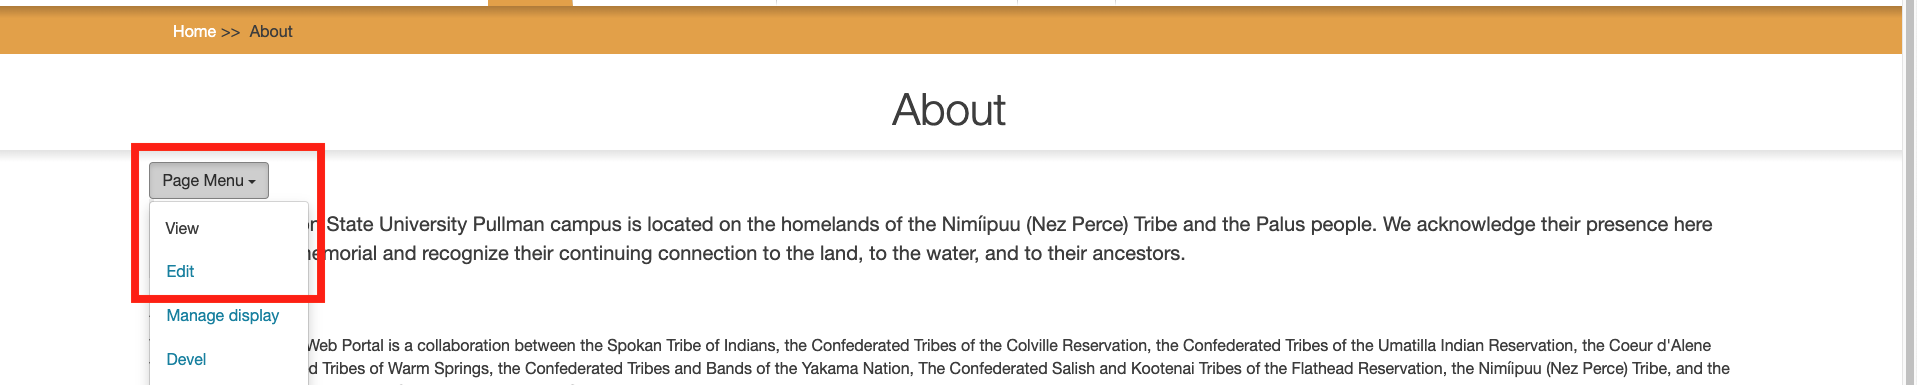 Home >> About
About
Page Menu
View
State University Pullman campus is located on the homelands of the Nimíipuu (Nez Perce) Tribe and the Palus people. We acknowledge their presence here
and recognize their continuing connection to the land, to the water, and to their ancestors.
Edit
Manage display
Web Portal is a collaboration between the Spokan Tribe of Indians, the Confederated Tribes of the Colville Reservation, the Confederated Tribes of the Umatilla Indian Reservation, the Coeur d'Alene
Devel
Tribes of Warm Springs, the Confederated Tribes and Bands of the Yakama Nation, The Confederated Salish and Kootenai Tribes of the Flathead Reservation, the Nimíipuu (Nez Perce) Tribe, and the